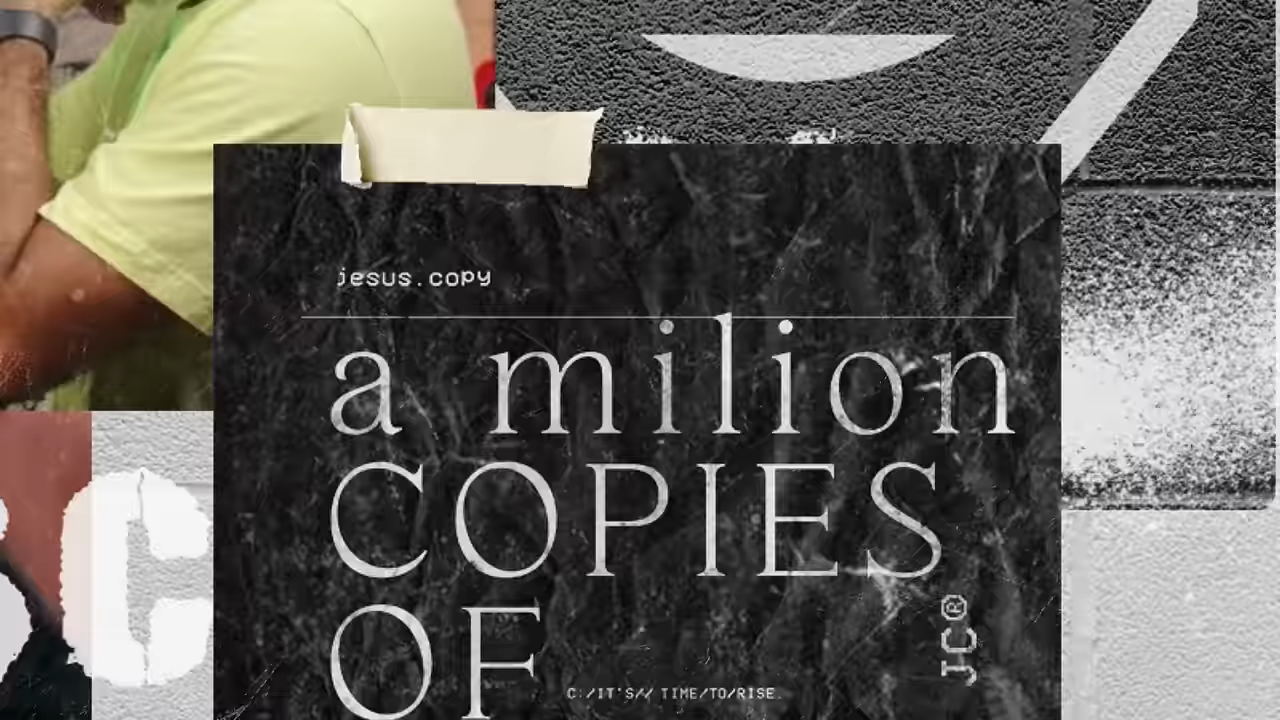 jesus.copy
a milion
COPIES
OF
JC®
C:/IT'S// TIME/TO/RISE.
C